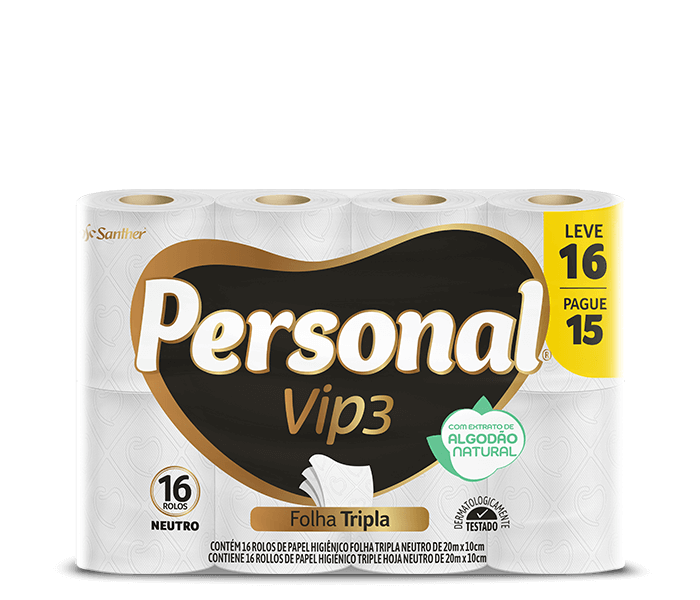 Santher
LEVE
16
PAGUE
15
Personal®
Vip3
COM EXTRATO DE
ALGODÃO
NATURAL
16
ROLOS
NEUTRO
Folha Tripla
DERMATOLOGICAMENTE
TESTADO
CONTÉM 16 ROLOS DE PAPEL HIGIÊNICO FOLHA TRIPLA NEUTRO DE 20m x 10cm
CONTIENE 16 ROLLOS DE PAPEL HIGIÉNICO TRIPLE HOJA NEUTRO DE 20m x 10cm